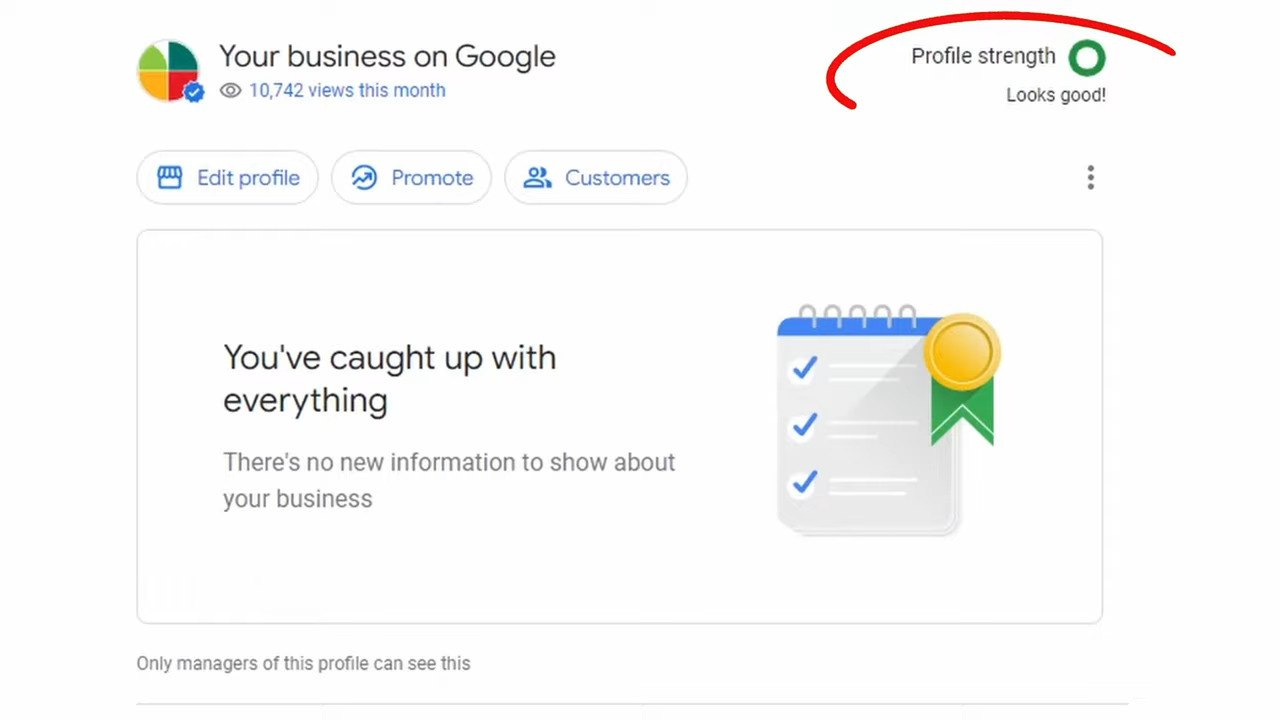 Your business on Google
10,742 views this month
Profile strength
Looks good!
Edit profile
Promote
Customers
You've caught up with
everything
There's no new information to show about
your business
Only managers of this profile can see this